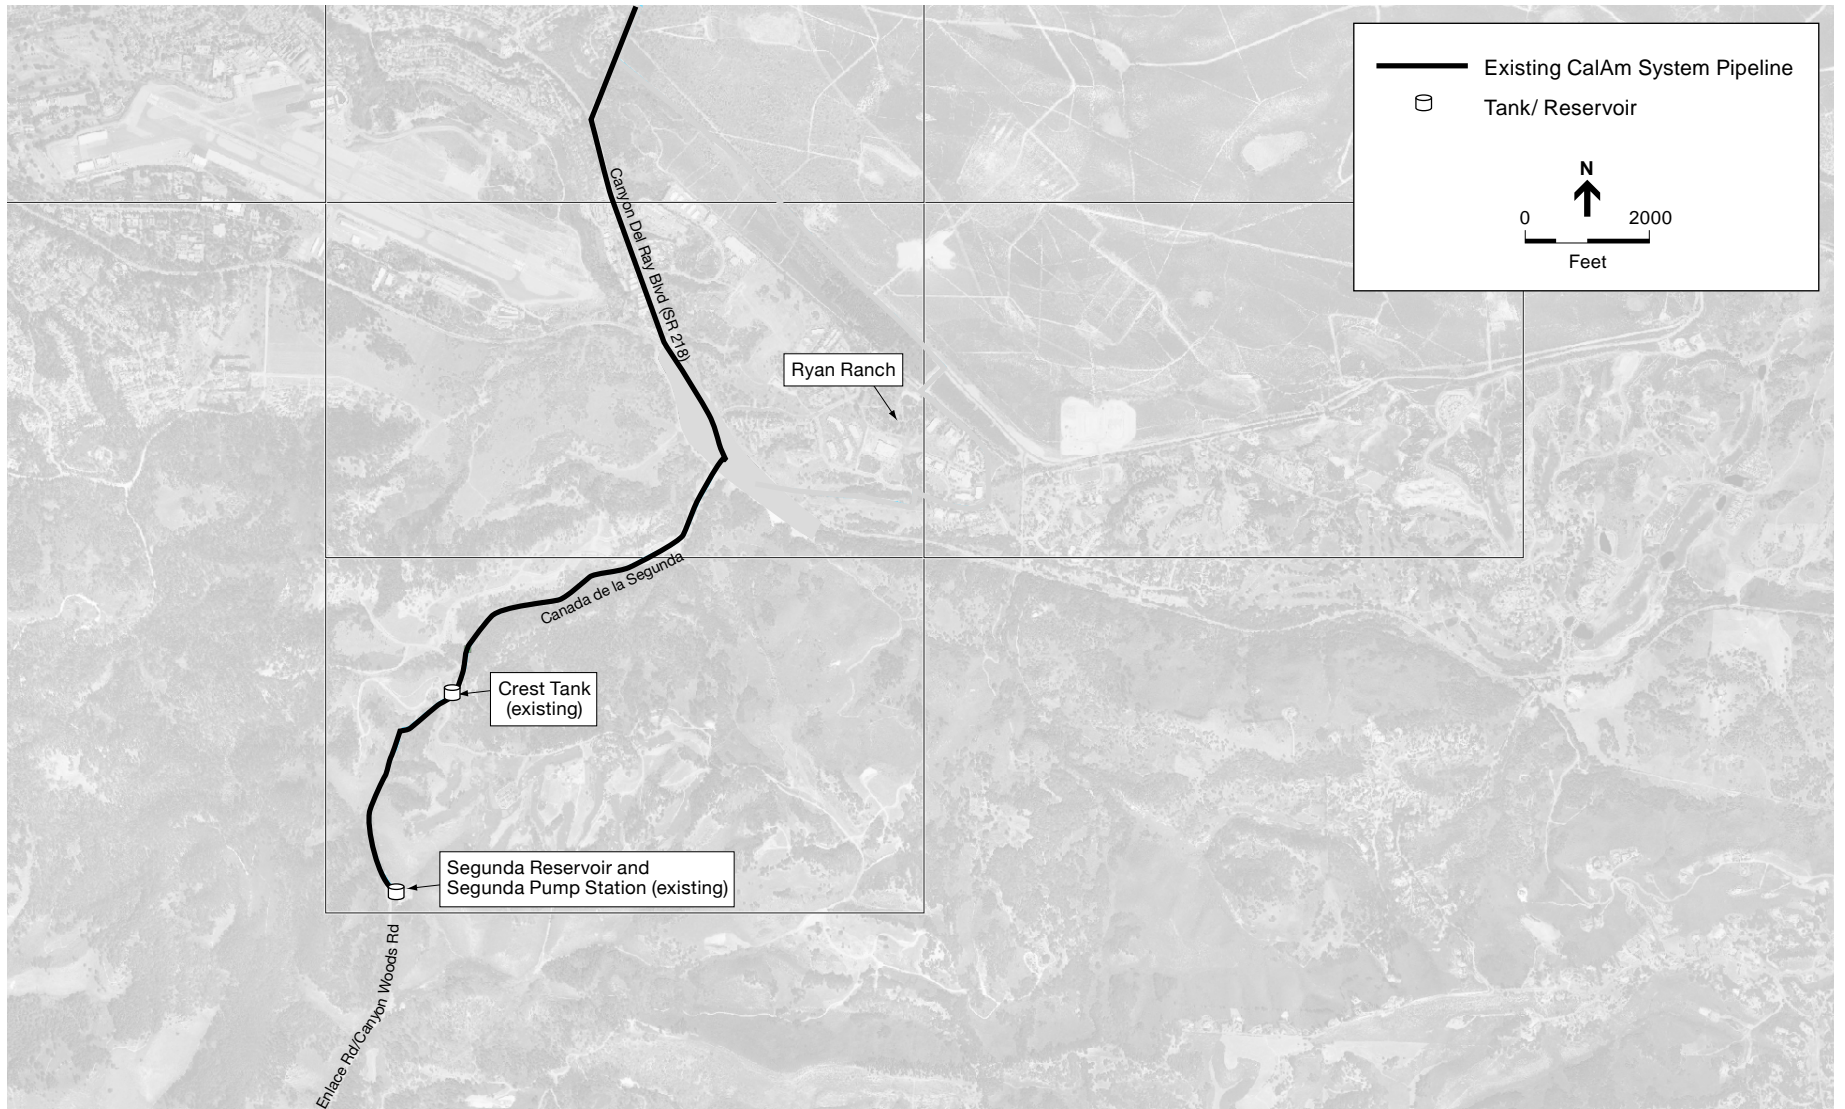 Existing CalAm System Pipeline
Tank/ Reservoir
N
0 2000
Feet
Canyon Del Ray Blvd (SR 218)
Ryan Ranch
Canada de la Segunda
Crest Tank
(existing)
Segunda Reservoir and
Segunda Pump Station (existing)
Enlace Rd/Canyon Woods Rd